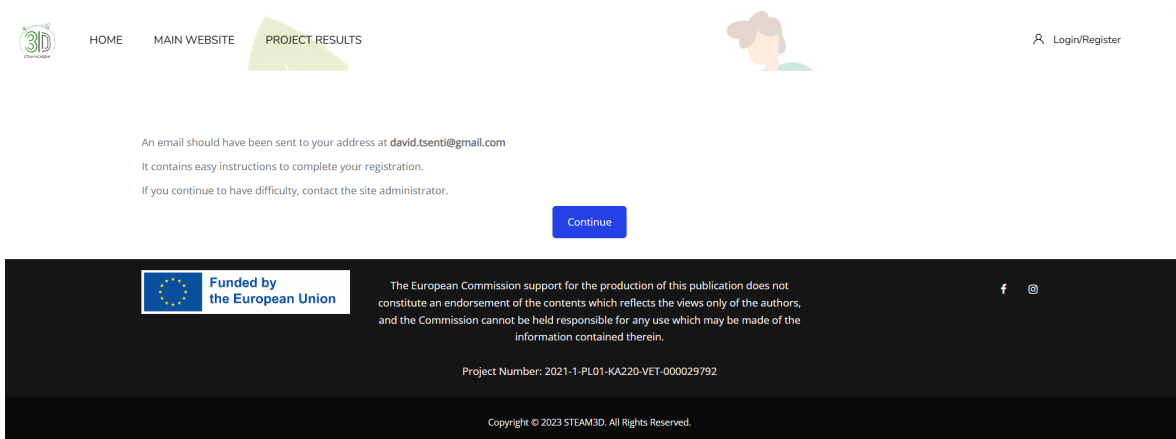 3D
STEAM ACADEMY
HOME
MAIN WEBSITE
PROJECT RESULTS
Login/Register
An email should have been sent to your address at david.tsenti@gmail.com
It contains easy instructions to complete your registration.
If you continue to have difficulty, contact the site administrator.
Continue
Funded by
the European Union
The European Commission support for the production of this publication does not
constitute an endorsement of the contents which reflects the views only of the authors,
and the Commission cannot be held responsible for any use which may be made of the
information contained therein.
Project Number: 2021-1-PL01-KA220-VET-000029792
Copyright © 2023 STEAM3D. All Rights Reserved.